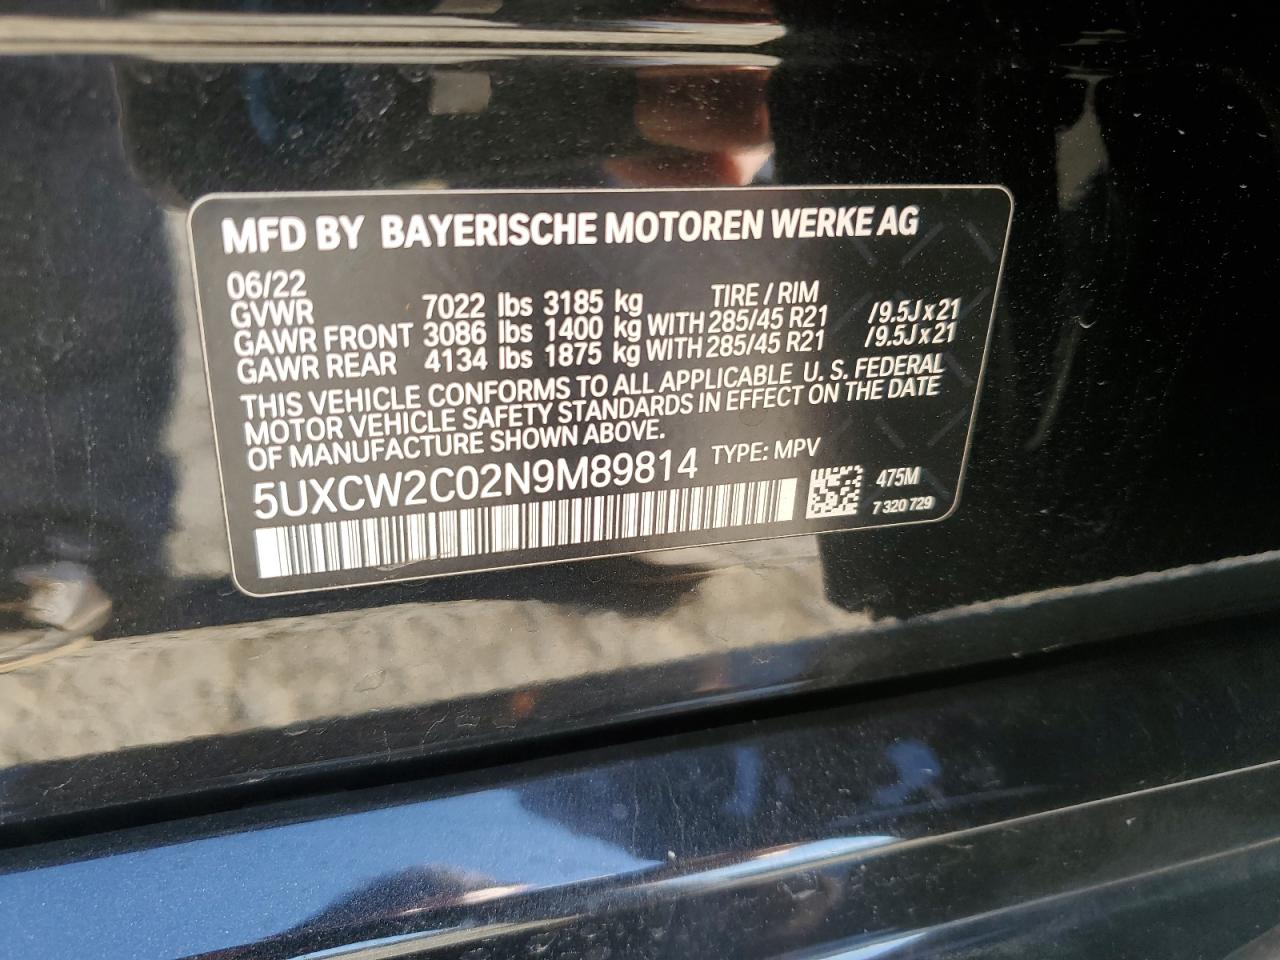 MFD BY BAYERISCHE MOTOREN WERKE AG
06/22
GVWR 7022 lbs 3185 kg TIRE / RIM
GAWR FRONT 3086 lbs 1400 kg WITH 285/45 R21 /9.5J x 21
GAWR REAR 4134 lbs 1875 kg WITH 285/45 R21 /9.5J x 21
THIS VEHICLE CONFORMS TO ALL APPLICABLE U. S. FEDERAL
MOTOR VEHICLE SAFETY STANDARDS IN EFFECT ON THE DATE
OF MANUFACTURE SHOWN ABOVE.
5UXCW2C02N9M89814 TYPE: MPV
475M
7 320 729